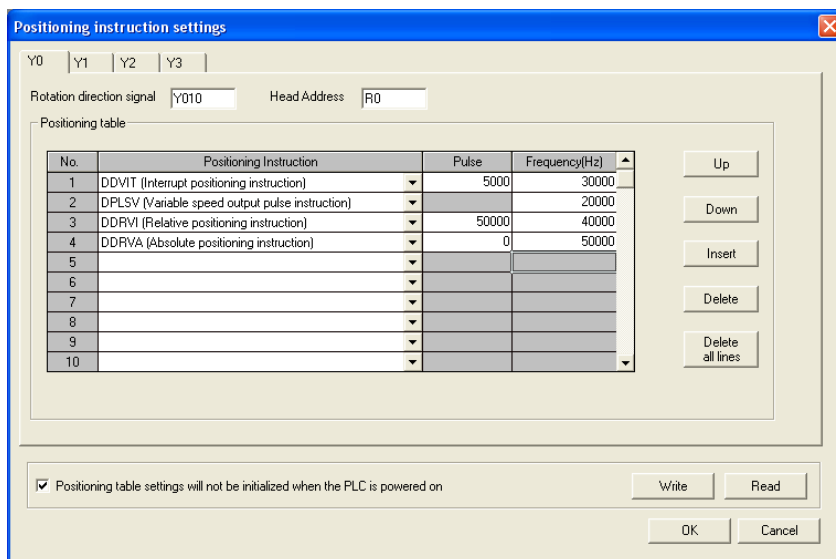 Positioning instruction settings
Y0 Y1 Y2 Y3
Rotation direction signal Y010 Head Address R0
Positioning table
No. Positioning Instruction Pulse Frequency(Hz)
1 DDVIT (Interrupt positioning instruction) 5000 30000
2 DPLSV (Variable speed output pulse instruction) 20000
3 DDRVI (Relative positioning instruction) 50000 40000
4 DDRVA (Absolute positioning instruction) 0 50000
5
6
7
8
9
10
Up
Down
Insert
Delete
Delete
all lines
Positioning table settings will not be initialized when the PLC is powered on Write Read
OK Cancel